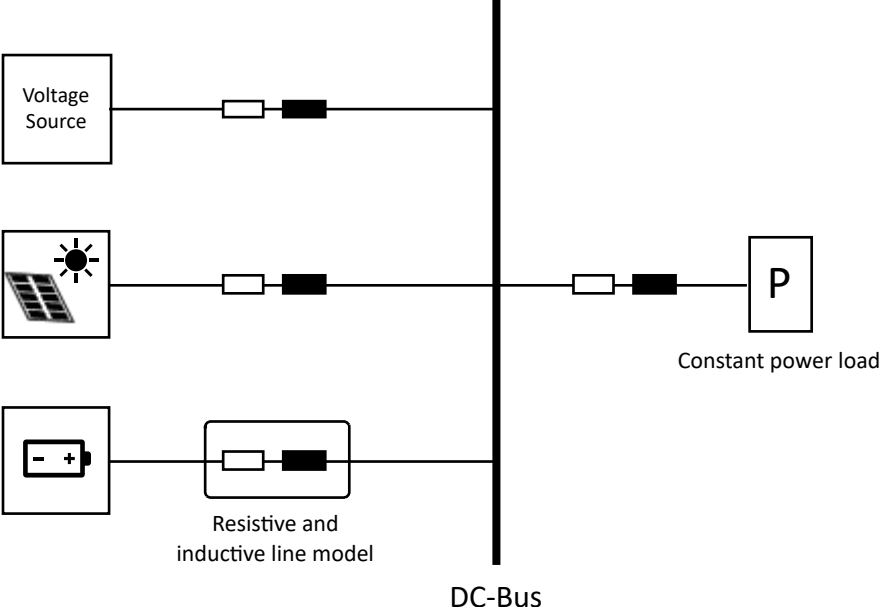 Voltage
Source
P
Constant power load
- +
Resistive and
inductive line model
DC-Bus